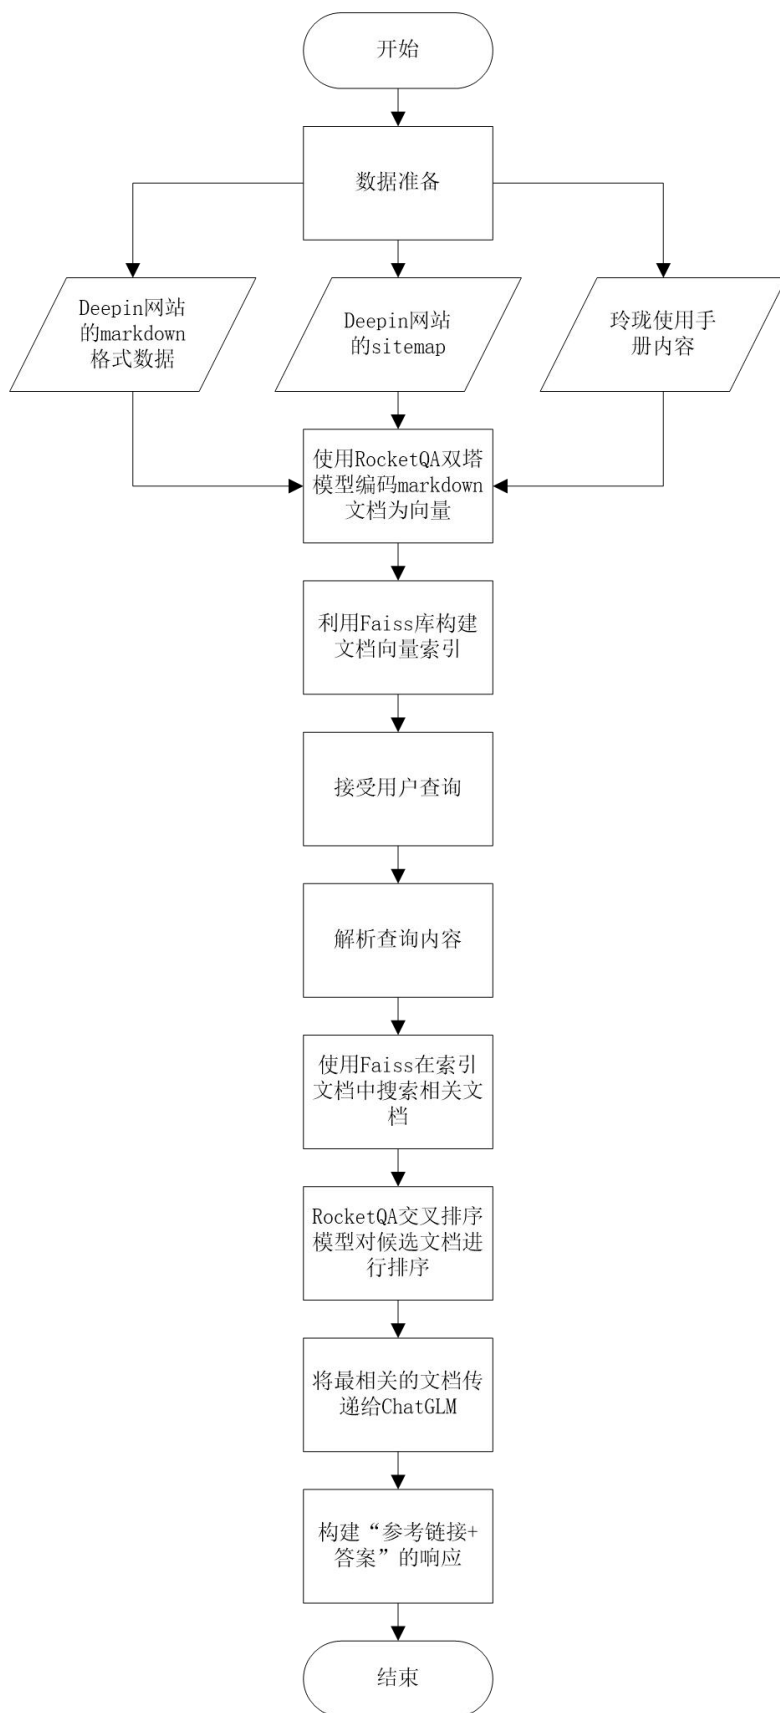 开始
数据准备
Deepin网站
的markdown
格式数据
Deepin网站
的sitemap
玲珑使用手
册内容
使用RocketQA双塔
模型编码markdown
文档为向量
利用Faiss库构建
文档向量索引
接受用户查询
解析查询内容
使用Faiss在索引
文档中搜索相关文
档
RocketQA交叉排序
模型对候选文档进
行排序
将最相关的文档传
递给ChatGLM
构建“参考链接+
答案”的响应
结束